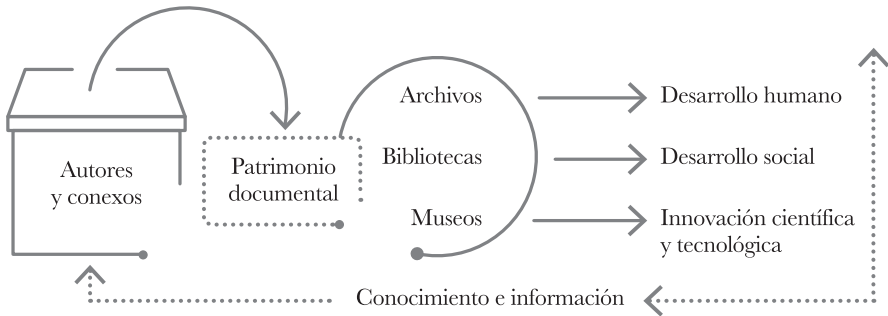 Autores
y conexos
Patrimonio
documental
Archivos
Bibliotecas
Museos
Desarrollo humano
Desarrollo social
Innovación científica
y tecnológica
Conocimiento e información